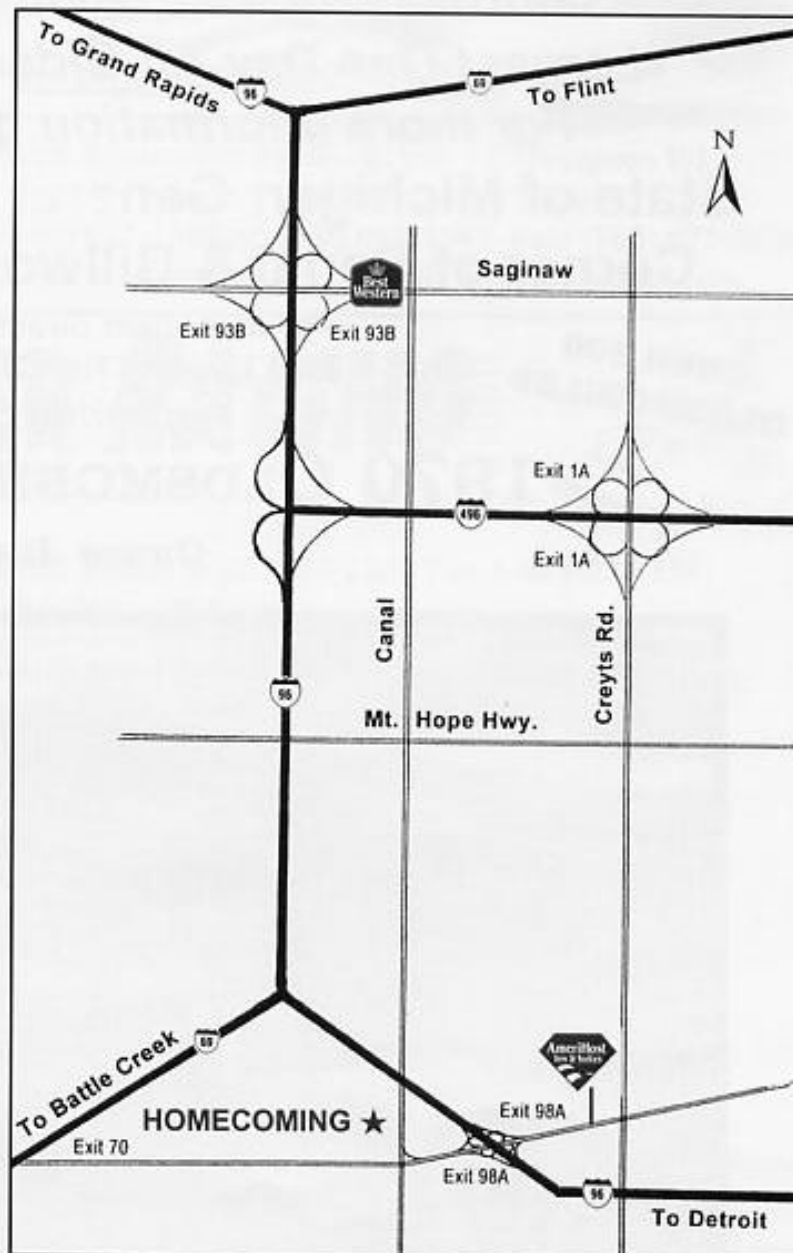 To Grand Rapids
96
69
To Flint
N
Best
Western
Saginaw
Exit 93B
Exit 93B
Exit 1A
496
Exit 1A
Canal
Creyts Rd.
96
Mt. Hope Hwy.
AmeriHost
Inn & Suites
To Battle Creek
69
HOMECOMING ★
Exit 98A
Exit 70
Exit 98A
96
To Detroit